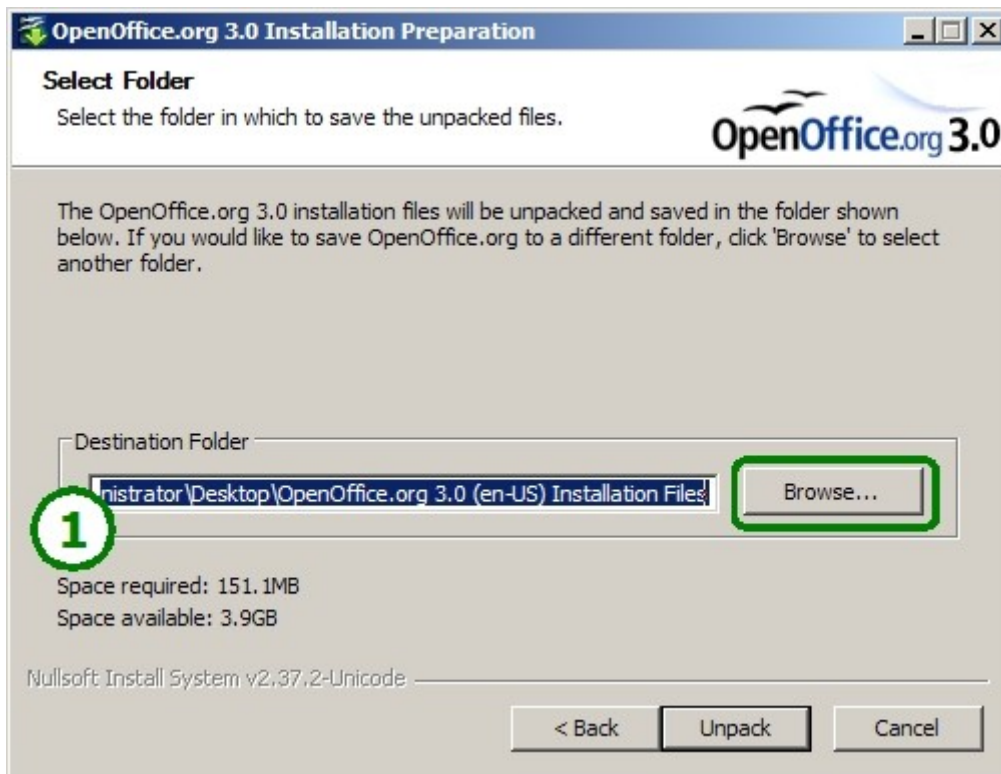 OpenOffice.org 3.0 Installation Preparation
Select Folder
Select the folder in which to save the unpacked files.
OpenOffice.org 3.0
The OpenOffice.org 3.0 installation files will be unpacked and saved in the folder shown
below. If you would like to save OpenOffice.org to a different folder, click 'Browse' to select
another folder.
Destination Folder
nistrator\Desktop\OpenOffice.org 3.0 (en-US) Installation Files
Browse...
1
Space required: 151.1MB
Space available: 3.9GB
Nullsoft Install System v2.37.2-Unicode
< Back
Unpack
Cancel